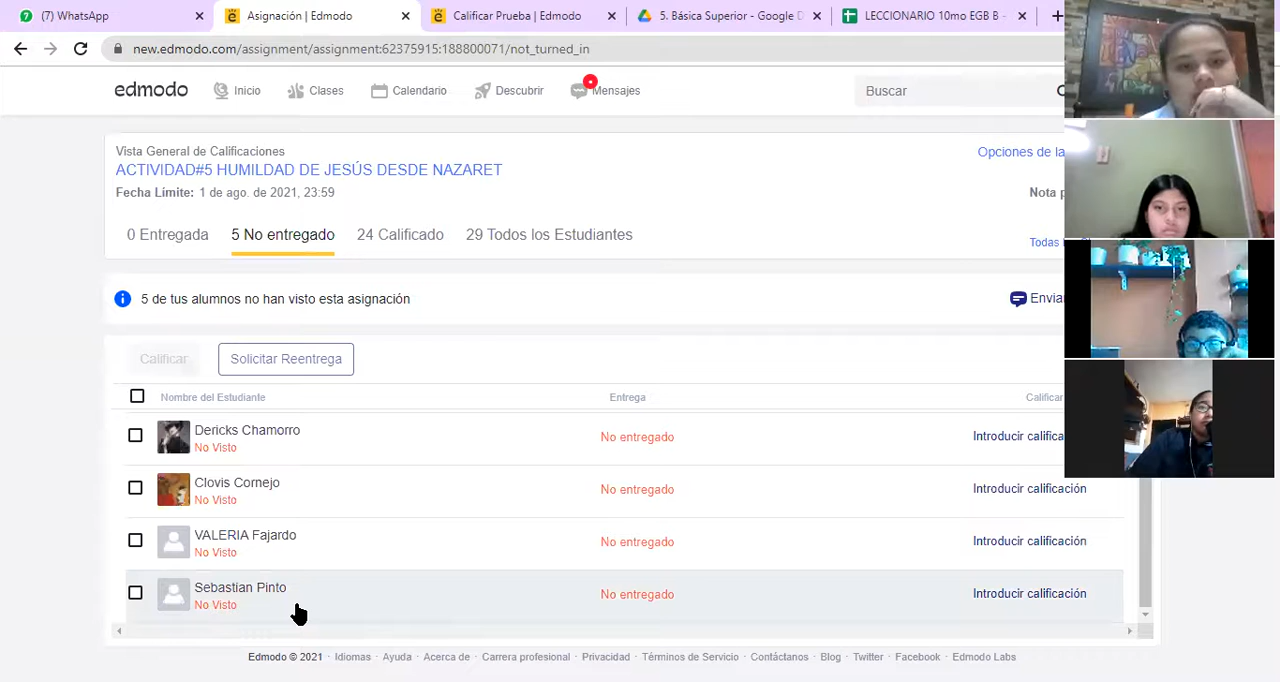 (7) WhatsApp
Asignación | Edmodo
Calificar Prueba | Edmodo
5. Básica Superior - Google D
LECCIONARIO 10mo EGB B -
new.edmodo.com/assignment/assignment:62375915:188800071/not_turned_in
edmodo
Inicio
Clases
Calendario
Descubrir
Mensajes
Buscar
Vista General de Calificaciones
Opciones de la
ACTIVIDAD#5 HUMILDAD DE JESÚS DESDE NAZARET
Fecha Límite: 1 de ago. de 2021, 23:59
Nota p
0 Entregada
5 No entregado
24 Calificado
29 Todos los Estudiantes
Todas
5 de tus alumnos no han visto esta asignación
Enviar
Calificar
Solicitar Reentrega
Nombre del Estudiante
Entrega
Calificar
Dericks Chamorro
No Visto
No entregado
Introducir califica
Clovis Cornejo
No Visto
No entregado
Introducir calificación
VALERIA Fajardo
No Visto
No entregado
Introducir calificación
Sebastían Pinto
No Visto
No entregado
Introducir calificación
Edmodo © 2021 · Idiomas · Ayuda · Acerca de · Carrera profesional · Privacidad · Términos de Servicio · Contáctanos · Blog · Twitter · Facebook · Edmodo Labs